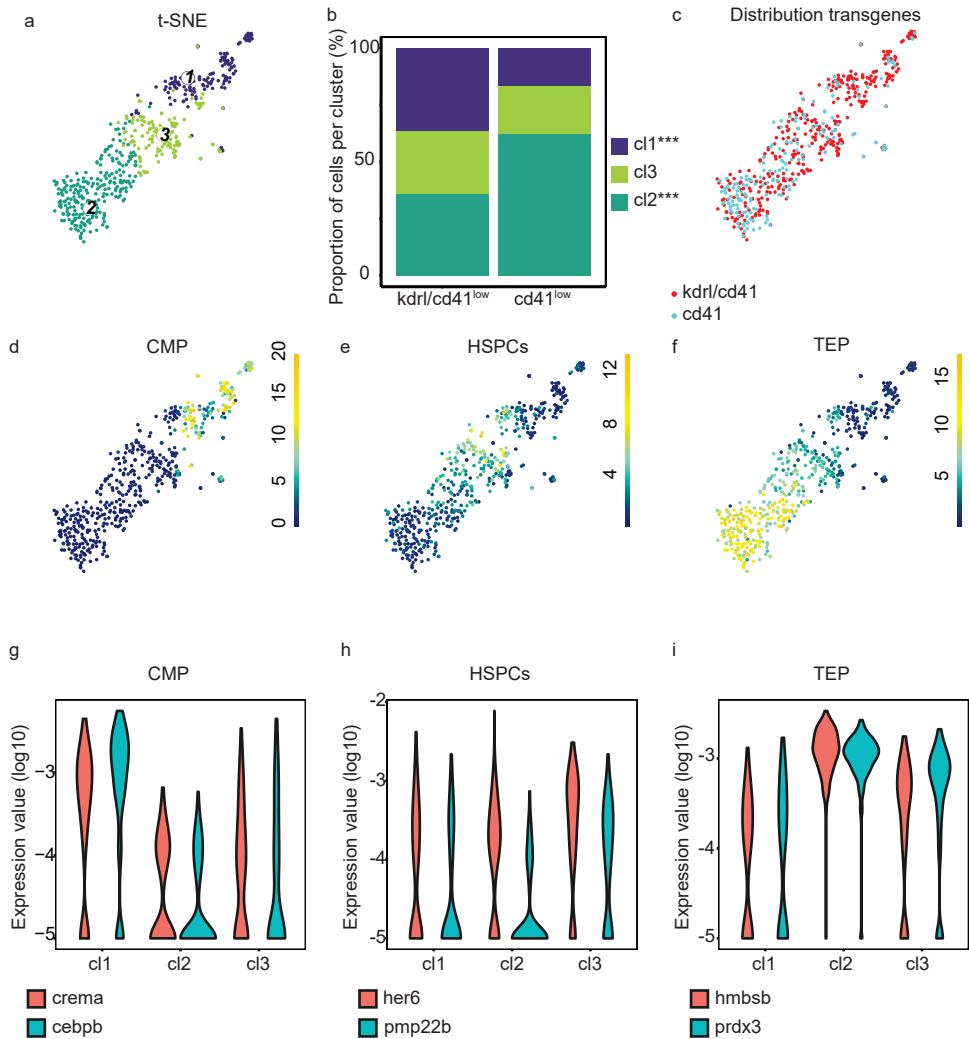 a
t-SNE
1
3
2
b
Proportion of cells per cluster (%)
100
50
0
kdrl/cd41low
cd41low
cl1***
cl3
cl2***
c
Distribution transgenes
kdrl/cd41
cd41
d
CMP
20
15
10
5
0
e
HSPCs
12
8
4
f
TEP
15
10
5
g
CMP
Expression value (log10)
−3
−4
−5
cl1
cl2
cl3
crema
cebpb
h
HSPCs
Expression value (log10)
-2
-3
-4
-5
cl1
cl2
cl3
her6
pmp22b
i
TEP
Expression value (log10)
-3
-4
-5
cl1
cl2
cl3
hmbsb
prdx3